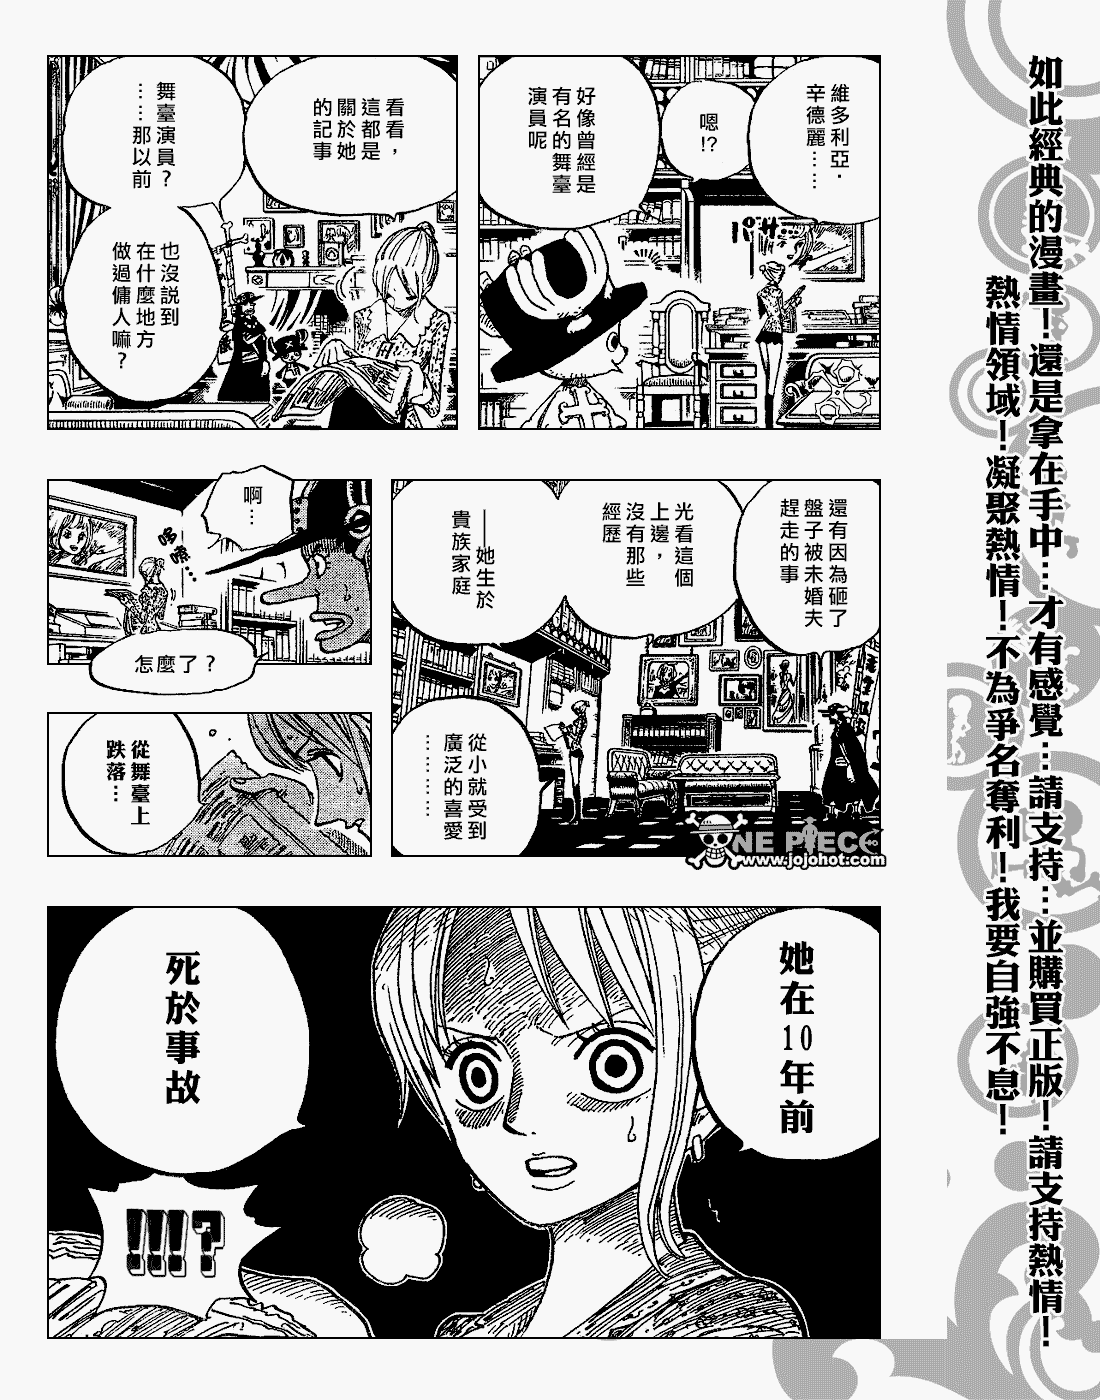 維多利亞·
辛德麗……
嗯!?
好像曾經是
有名的舞臺
演員呢
パサ…
看看，
這都是
關於她
的記事
舞臺演員？
……那以前
也沒説到
在什麼地方
做過傭人嘛？
還有因為砸了
盤子被未婚夫
趕走的事
光看這個
上邊，
沒有那些
經歷
——她生於
貴族家庭
從小就受到
廣泛的喜愛
………
啊…
哆嗦…
怎麼了？
從舞臺上
跌落…
她在10年前
死於事故
!!!?
ONE PIECE
www.jojohot.com
如此經典的漫畫！還是拿在手中…才有感覺…請支持…並購買正版！請支持熱情！
熱情領域！凝聚熱情！不為爭名奪利！我要自強不息！